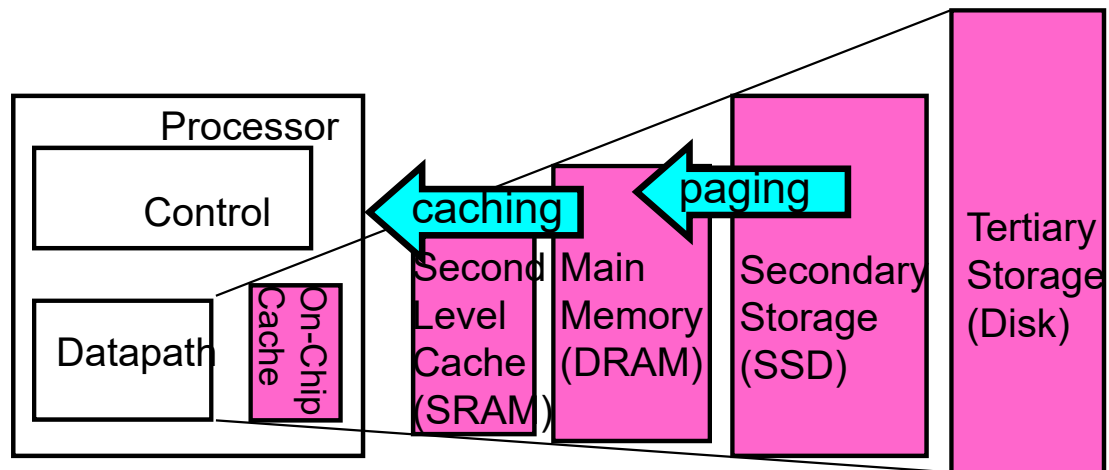 Processor
Control
Datapath
On-Chip
Cache
caching
Second
Level
Cache
(SRAM)
Main
Memory
(DRAM)
paging
Secondary
Storage
(SSD)
Tertiary
Storage
(Disk)